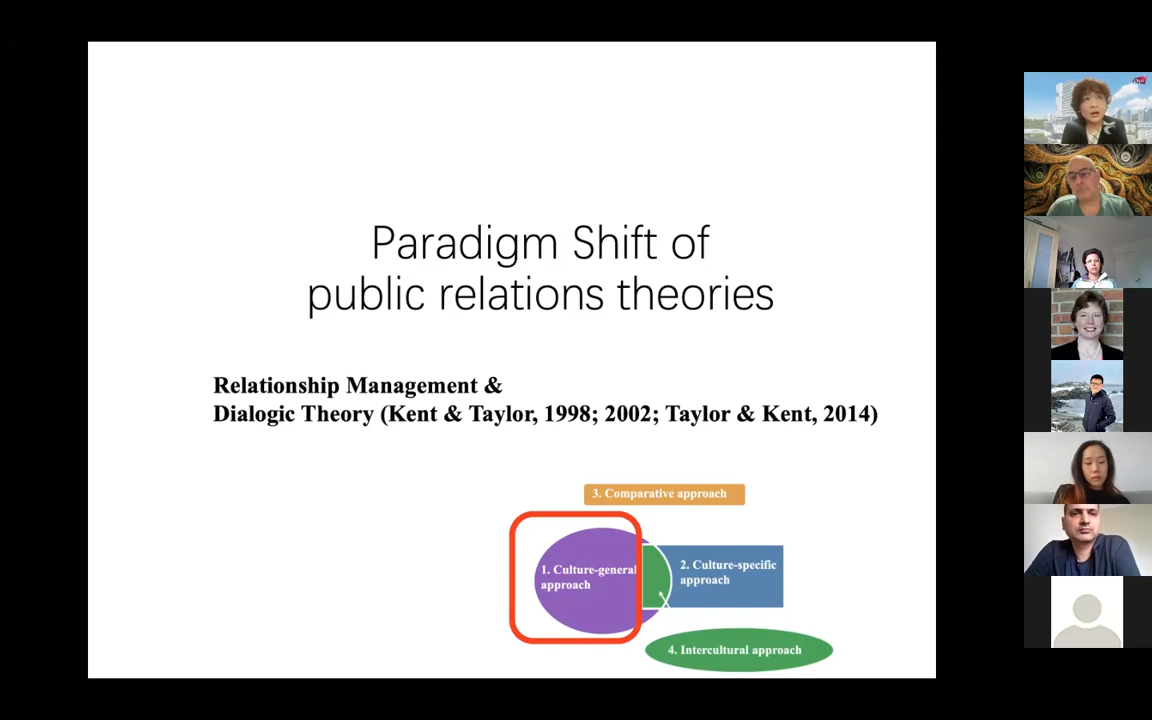 Paradigm Shift of
public relations theories
Relationship Management &
Dialogic Theory (Kent & Taylor, 1998; 2002; Taylor & Kent, 2014)
3. Comparative approach
1. Culture-general
approach
2. Culture-specific
approach
4. Intercultural approach